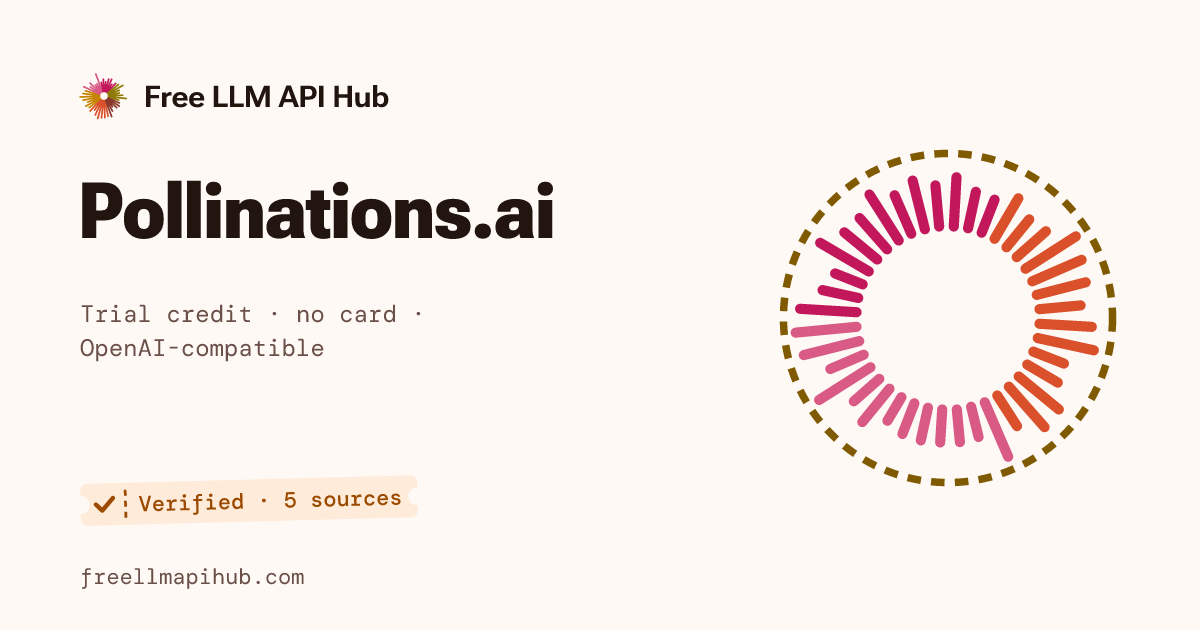 Free LLM API Hub
Pollinations.ai
Trial credit · no card ·
OpenAI-compatible
Verified · 5 sources
freellmapihub.com